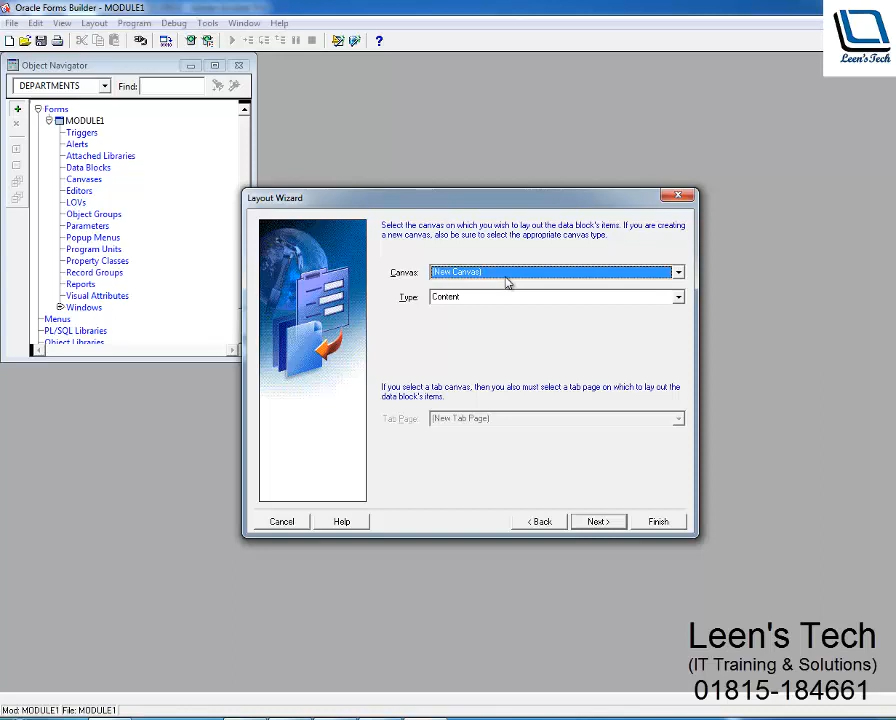 Oracle Forms Builder - MODULE1
File Edit View Layout Program Debug Tools Window Help
Leen'sTech
Object Navigator
DEPARTMENTS Find:
Forms
MODULE1
Triggers
Alerts
Attached Libraries
Data Blocks
Canvases
Editors
LOVs
Object Groups
Parameters
Popup Menus
Program Units
Property Classes
Record Groups
Reports
Visual Attributes
Windows
Menus
PL/SQL Libraries
Object Libraries
Layout Wizard
Select the canvas on which you wish to lay out the data block's items. If you are creating
a new canvas, also be sure to select the appropriate canvas type.
Canvas: (New Canvas)
Type: Content
If you select a tab canvas, then you also must select a tab page on which to lay out the
data block's items.
Tab Page: (New Tab Page)
Cancel Help < Back Next > Finish
Leen's Tech
(IT Training & Solutions)
01815-184661
Mod: MODULE1 File: MODULE1